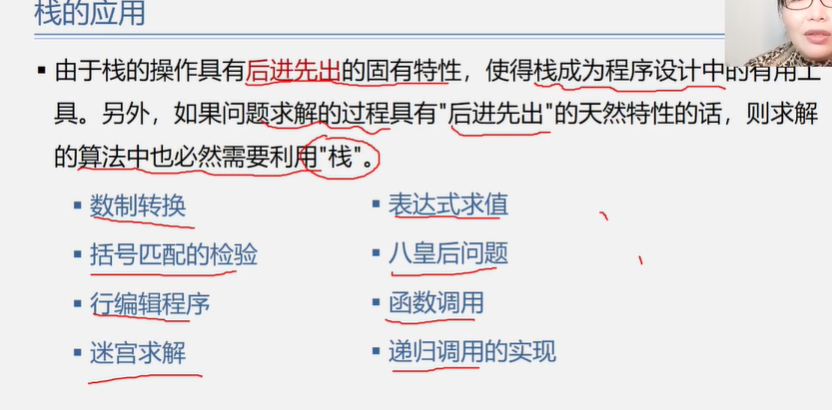 栈的应用
▪ 由于栈的操作具有后进先出的固有特性，使得栈成为程序设计中的有用工
具。另外，如果问题求解的过程具有"后进先出"的天然特性的话，则求解
的算法中也必然需要利用"栈"。
▪ 数制转换
▪ 括号匹配的检验
▪ 行编辑程序
▪ 迷宫求解
▪ 表达式求值
▪ 八皇后问题
▪ 函数调用
▪ 递归调用的实现